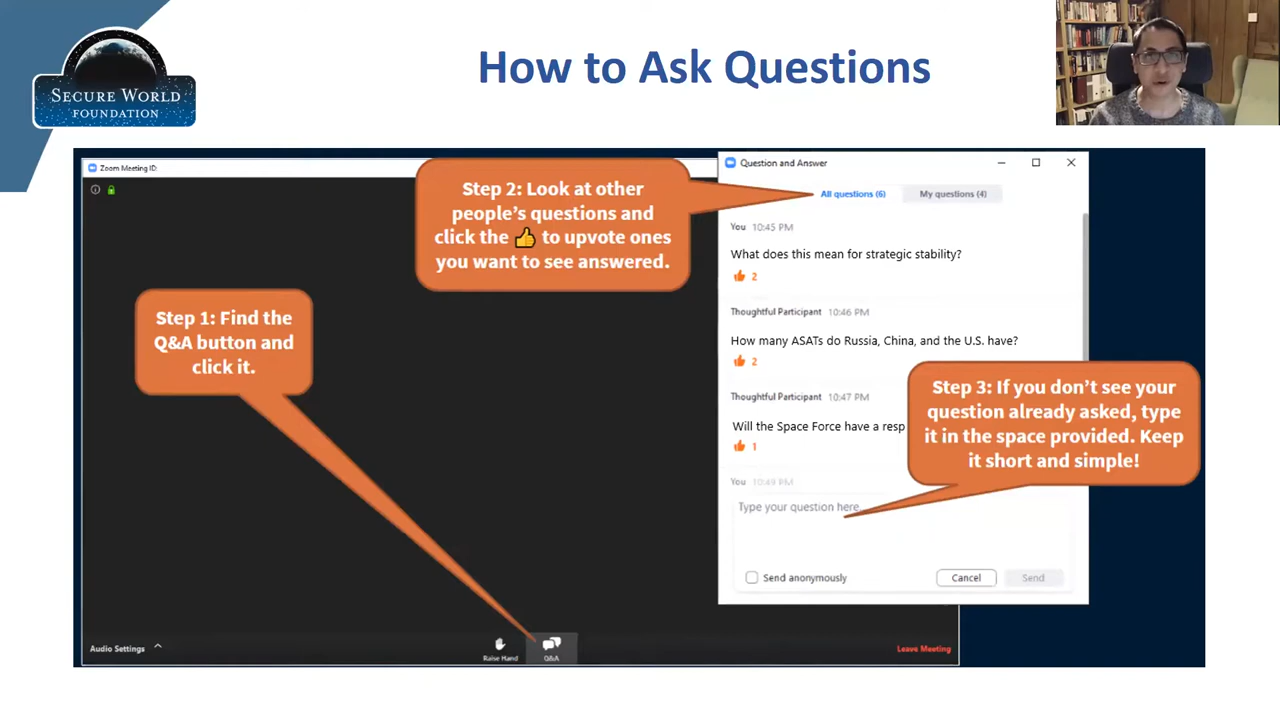 How to Ask Questions
SECURE WORLD
FOUNDATION
Zoom Meeting ID:
Step 1: Find the
Q&A button and
click it.
Step 2: Look at other
people's questions and
click the 👍 to upvote ones
you want to see answered.
Question and Answer
All questions (6)
My questions (4)
You 10:45 PM
What does this mean for strategic stability?
2
Thoughtful Participant 10:46 PM
How many ASATs do Russia, China, and the U.S. have?
2
Thoughtful Participant 10:47 PM
Will the Space Force have a resp
1
Step 3: If you don't see your
question already asked, type
it in the space provided. Keep
it short and simple!
You 10:49 PM
Type your question here...
Send anonymously
Cancel
Send
Audio Settings
Raise Hand
Q&A
Leave Meeting